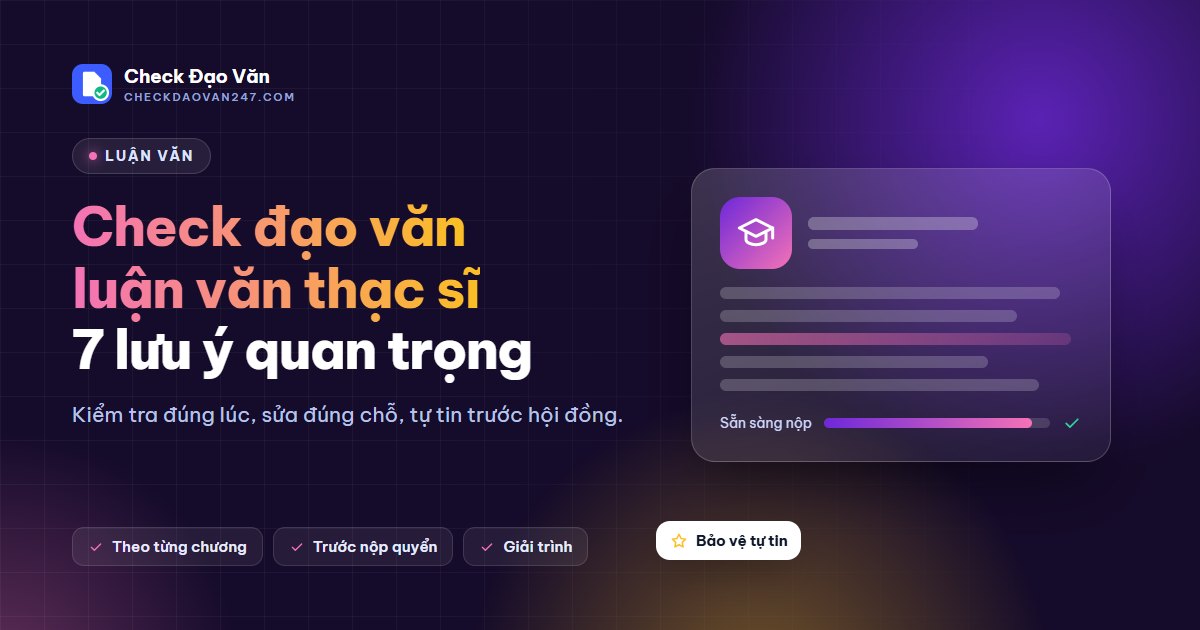 Check Đạo Văn
CHECKDAOVAN247.COM
LUẬN VĂN
Check đạo văn
luận văn thạc sĩ
7 lưu ý quan trọng
Kiểm tra đúng lúc, sửa đúng chỗ, tự tin trước hội đồng.
Sẵn sàng nộp
Theo từng chương
Trước nộp quyển
Giải trình
Bảo vệ tự tin